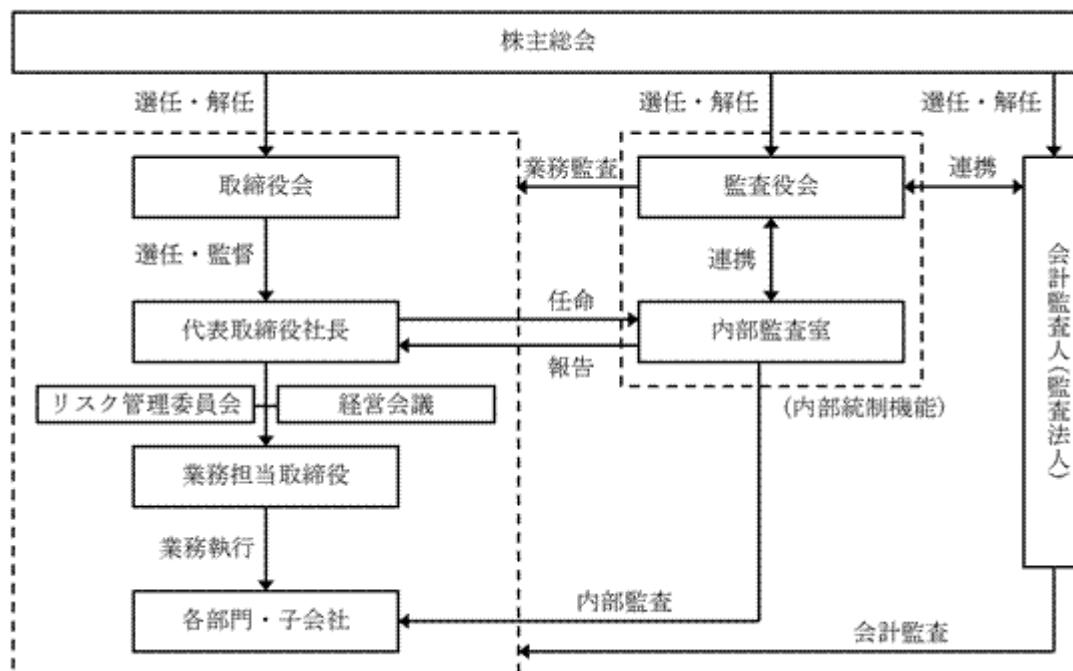 株主総会
選任・解任
選任・解任
選任・解任
取締役会
業務監査
監査役会
連携
選任・監督
連携
代表取締役社長
任命
報告
内部監査室
会計監査人(監査法人)
リスク管理委員会
経営会議
(内部統制機能)
業務担当取締役
業務執行
各部門・子会社
内部監査
会計監査